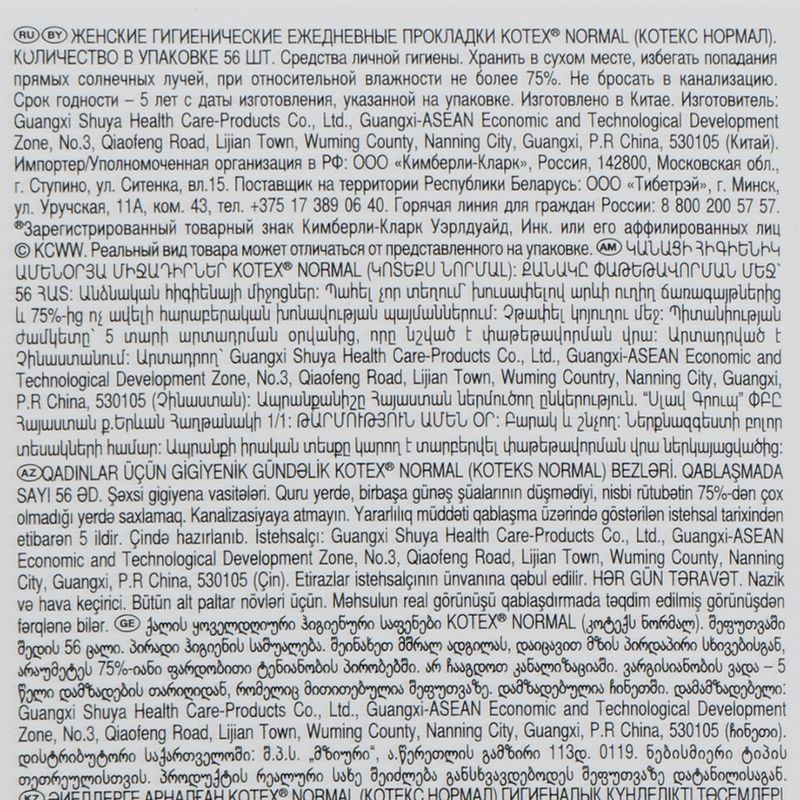 RU BY ЖЕНСКИЕ ГИГИЕНИЧЕСКИЕ ЕЖЕДНЕВНЫЕ ПРОКЛАДКИ KOTEX® NORMAL (КОТЕКС НОРМАЛ).
КОЛИЧЕСТВО В УПАКОВКЕ 56 ШТ. Средства личной гигиены. Хранить в сухом месте, избегать попадания
прямых солнечных лучей, при относительной влажности не более 75%. Не бросать в канализацию.
Срок годности – 5 лет с даты изготовления, указанной на упаковке. Изготовлено в Китае. Изготовитель:
Guangxi Shuya Health Care-Products Co., Ltd., Guangxi-ASEAN Economic and Technological Development
Zone, No.3, Qiaofeng Road, Lijian Town, Wuming County, Nanning City, Guangxi, P.R China, 530105 (Китай).
Импортер/Уполномоченная организация в РФ: ООО «Кимберли-Кларк», Россия, 142800, Московская обл.,
г. Ступино, ул. Ситенка, вл.15. Поставщик на территории Республики Беларусь: ООО «Тибетрэй», г. Минск,
ул. Уручская, 11А, ком. 43, тел. +375 17 389 06 40. Горячая линия для граждан России: 8 800 200 57 57.
®Зарегистрированный товарный знак Кимберли-Кларк Уэрлдуайд, Инк. или его аффилированных лиц
© KCWW. Реальный вид товара может отличаться от представленного на упаковке. AM ԿԱՆԱՑԻ ՀԻԳԻԵՆԻԿ
ԱՄԵՆՕՐՅԱ ՄԻՋԱԴԻՐՆԵՐ KOTEX® NORMAL (ԿՈՏԵՔՍ ՆՈՐՄԱԼ): ՔԱՆԱԿԸ ՓԱԹԵԹԱՎՈՐՄԱՆ ՄԵՋ՝
56 ՀԱՏ: Անձնական հիգիենայի միջոցներ: Պահել չոր տեղում՝ խուսափելով արևի ուղիղ ճառագայթներից
և 75%-ից ոչ ավելի հարաբերական խոնավության պայմաններում: Չթափել կոյուղու մեջ: Պիտանիության
ժամկետը՝ 5 տարի արտադրման օրվանից, որը նշված է փաթեթավորման վրա: Արտադրված է
Չինաստանում: Արտադրող՝ Guangxi Shuya Health Care-Products Co., Ltd., Guangxi-ASEAN Economic and
Technological Development Zone, No.3, Qiaofeng Road, Lijian Town, Wuming Country, Nanning City, Guangxi,
P.R China, 530105 (Չինաստան): Ապրանքանիշը Հայաստան ներմուծող ընկերություն. “Սլավ Գրուպ” ՓԲԸ
Հայաստան ք.Երևան Հաղթանակի 1/1: ԹԱՐՄՈՒԹՅՈՒՆ ԱՄԵՆ ՕՐ: Բարակ և շնչող: Ներքնազգեստի բոլոր
տեսակների համար: Ապրանքի իրական տեսքը կարող է տարբերվել փաթեթավորման վրա ներկայացվածից:
AZ QADINLAR ÜÇÜN GİGİYENİK GÜNDƏLİK KOTEX® NORMAL (KOTEKS NORMAL) BEZLƏRİ. QABLAŞMADA
SAYI 56 ƏD. Şəxsi gigiyena vasitələri. Quru yerdə, birbaşa günəş şüalarının düşmədiyi, nisbi rütubətin 75%-dən çox
olmadığı yerdə saxlamaq. Kanalizasiyaya atmayın. Yararlılıq müddəti qablaşma üzərində göstərilən istehsal tarixindən
etibarən 5 ildir. Çində hazırlanıb. İstehsalçı: Guangxi Shuya Health Care-Products Co., Ltd., Guangxi-ASEAN
Economic and Technological Development Zone, No.3, Qiaofeng Road, Lijian Town, Wuming County, Nanning
City, Guangxi, P.R China, 530105 (Çin). Etirazlar istehsalçının ünvanına qəbul edilir. HƏR GÜN TƏRAVƏT. Nazik
və hava keçirici. Bütün alt paltar növləri üçün. Məhsulun real görünüşü qablaşdırmada təqdim edilmiş görünüşdən
fərqlənə bilər. GE ქალის ყოველდღიური ჰიგიენური საფენები KOTEX® NORMAL (კოტექს ნორმალ). შეფუთვაში
შედის 56 ცალი. პირადი ჰიგიენის საშუალება. შეინახეთ მშრალ ადგილას, დაიცავით მზის პირდაპირი სხივებისგან,
არაუმეტეს 75%-იანი ფარდობითი ტენიანობის პირობებში. არ ჩააგდოთ კანალიზაციაში. ვარგისიანობის ვადა – 5
წელი დამზადების თარიღიდან, რომელიც მითითებულია შეფუთვაზე. დამზადებულია ჩინეთში. დამამზადებელი:
Guangxi Shuya Health Care-Products Co., Ltd., Guangxi-ASEAN Economic and Technological Development
Zone, No.3, Qiaofeng Road, Lijian Town, Wuming County, Nanning City, Guangxi, P.R China, 530105 (ჩინეთი).
დისტრიბუტორი საქართველოში: შ.პ.ს. „მზიური“, ა.წერეთლის გამზირი 113დ. 0119. ნებისმიერი ტიპის
თეთრეულისთვის. პროდუქტის რეალური სახე შეიძლება განსხვავდებოდეს შეფუთვაზე დატანილისაგან.
KZ ӘЙЕЛДЕРГЕ АРНАЛҒАН KOTEX® NORMAL (КОТЕКС НОРМАЛ) ГИГИЕНАЛЫҚ КҮНДЕЛІКТІ ТӨСЕМДЕРІ